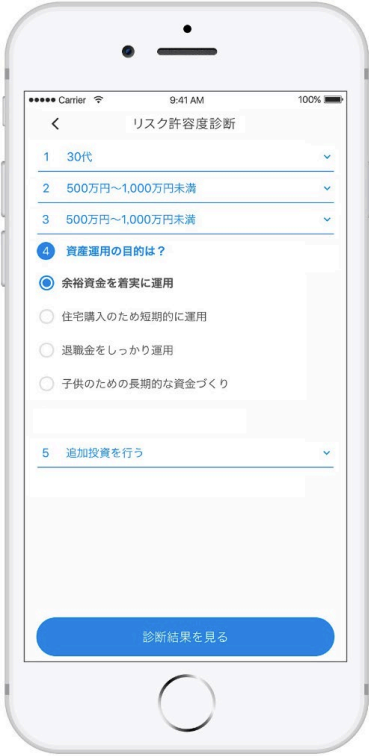 Carrier 9:41 AM 100%
リスク許容度診断
1 30代
2 500万円〜1,000万円未満
3 500万円〜1,000万円未満
4 資産運用の目的は？
余裕資金を着実に運用
住宅購入のため短期的に運用
退職金をしっかり運用
子供のための長期的な資金づくり
5 追加投資を行う
診断結果を見る